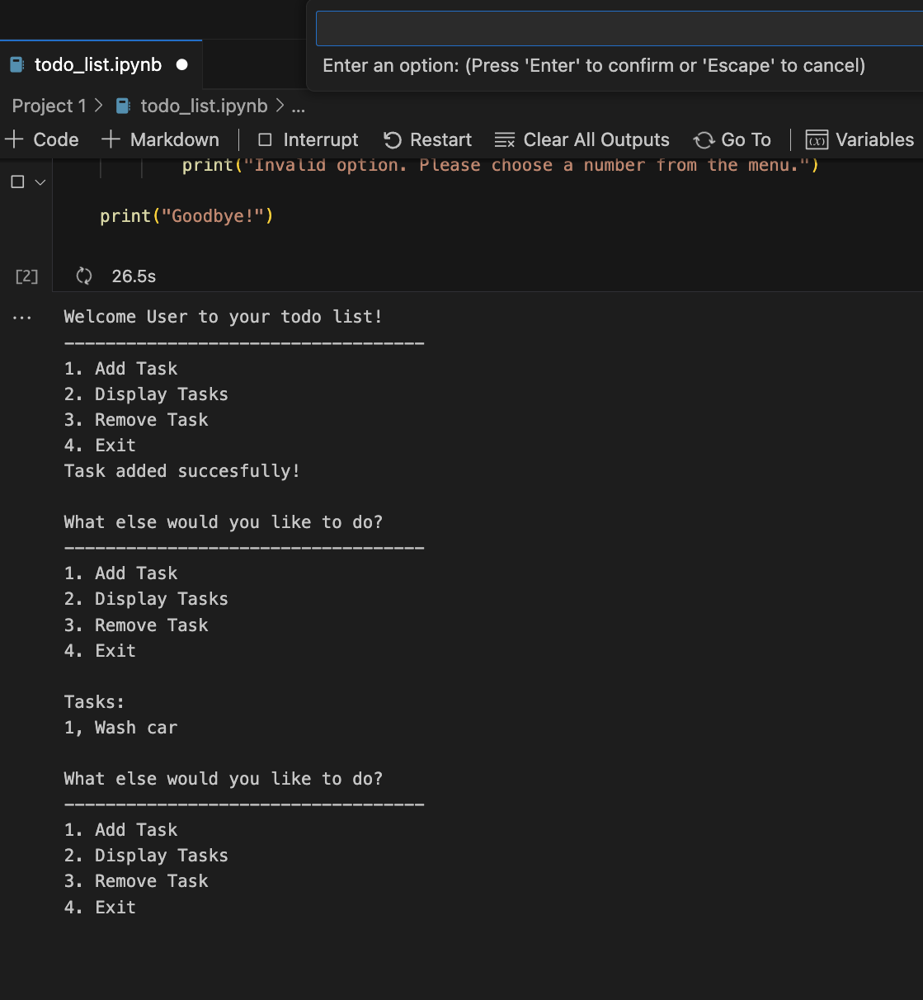 Enter an option: (Press 'Enter' to confirm or 'Escape' to cancel)
todo_list.ipynb
Project 1 > todo_list.ipynb > ...
+ Code + Markdown | Interrupt Restart Clear All Outputs Go To | (x) Variables
print("Invalid option. Please choose a number from the menu.")
print("Goodbye!")
[2] 26.5s
... Welcome User to your todo list!
-----------------------------------
1. Add Task
2. Display Tasks
3. Remove Task
4. Exit
Task added succesfully!
What else would you like to do?
-----------------------------------
1. Add Task
2. Display Tasks
3. Remove Task
4. Exit
Tasks:
1, Wash car
What else would you like to do?
-----------------------------------
1. Add Task
2. Display Tasks
3. Remove Task
4. Exit